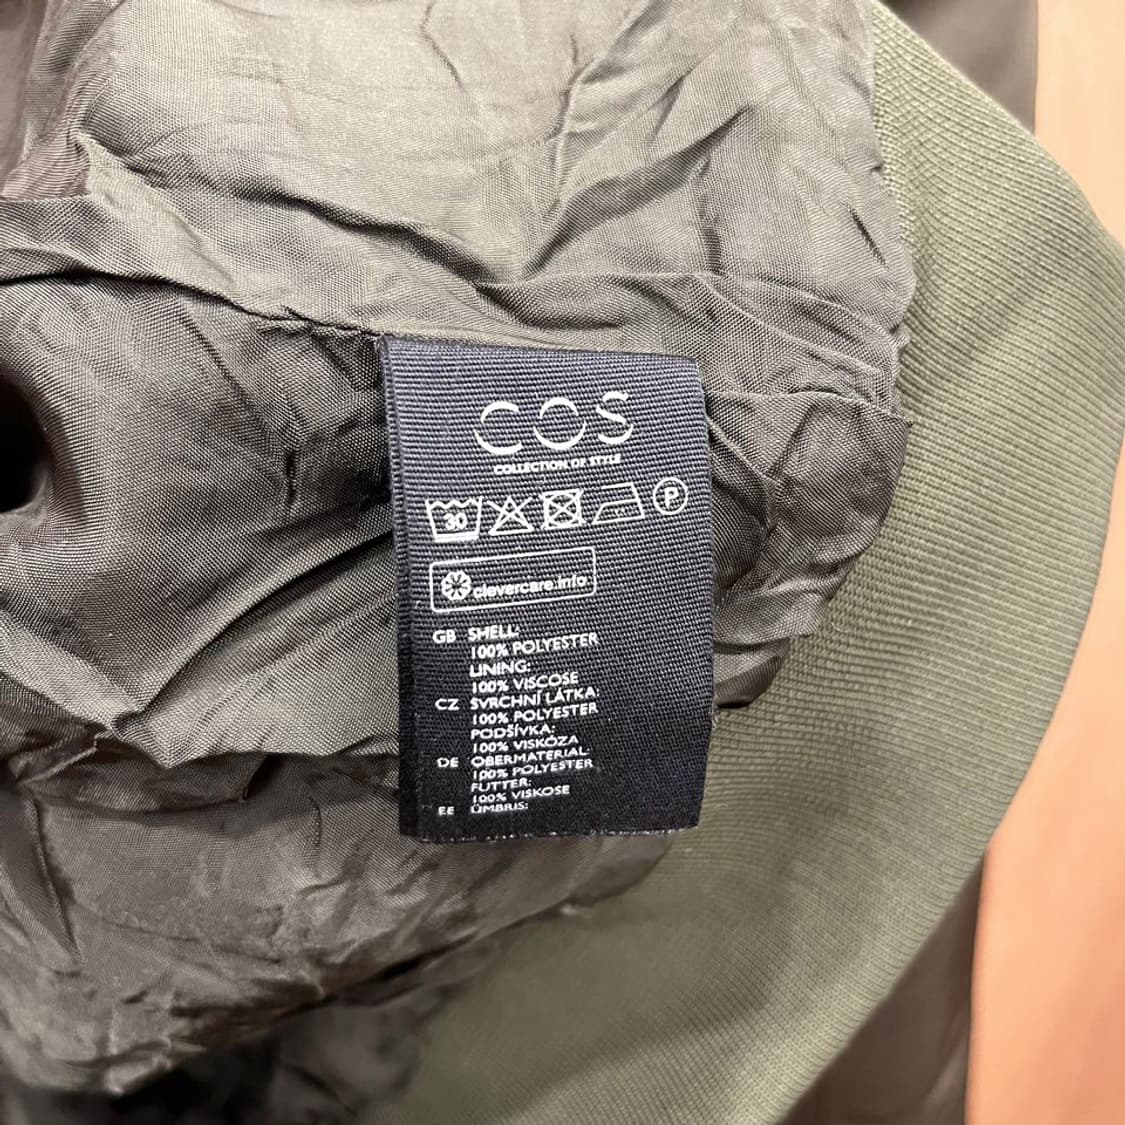 COS
COLLECTION OF STYLE
30 P
clevercare.info
GB SHELL:
100% POLYESTER
LINING:
100% VISCOSE
CZ SVRCHNÍ LÁTKA:
100% POLYESTER
PODŠÍVKA:
100% VISKÓZA
DE OBERMATERIAL:
100% POLYESTER
FUTTER:
100% VISKOSE
EE ÜMBRIS: